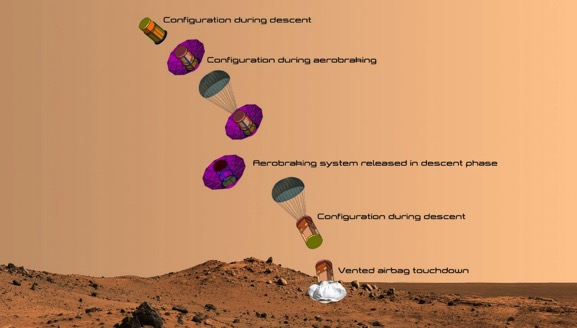 Configuration during descent
Configuration during aerobraking
Aerobraking system released in descent phase
Configuration during descent
Vented airbag touchdown